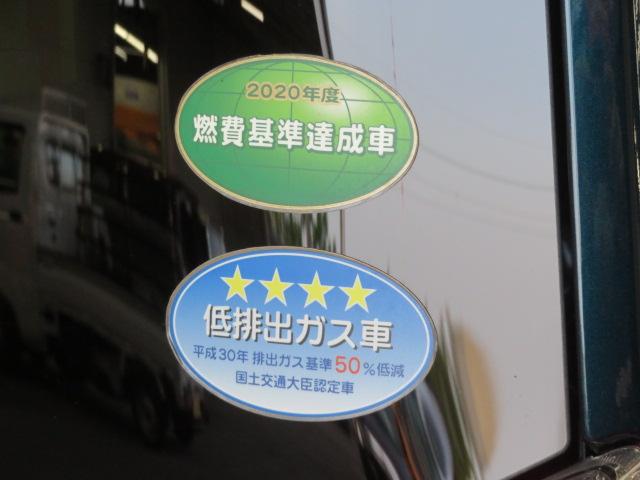 2020年度
燃費基準達成車
低排出ガス車
平成30年 排出ガス基準50%低減
国土交通大臣認定車